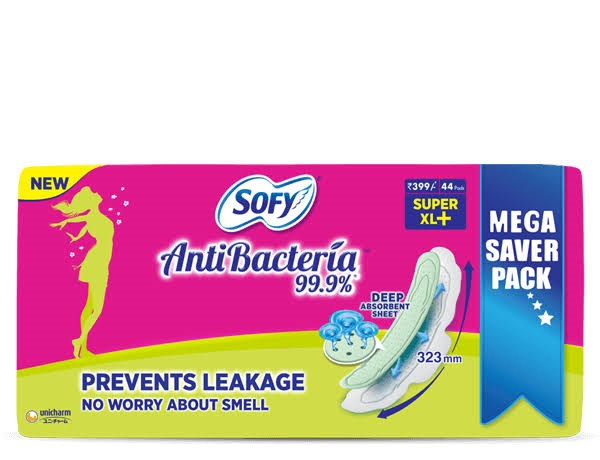 NEW
SOFY
AntiBacteria
99.9%*
₹399/- 44 Pads
SUPER
XL+
MEGA
SAVER
PACK
DEEP
ABSORBENT
SHEET
323 mm
PREVENTS LEAKAGE
NO WORRY ABOUT SMELL
unicharm
ユニ・チャーム